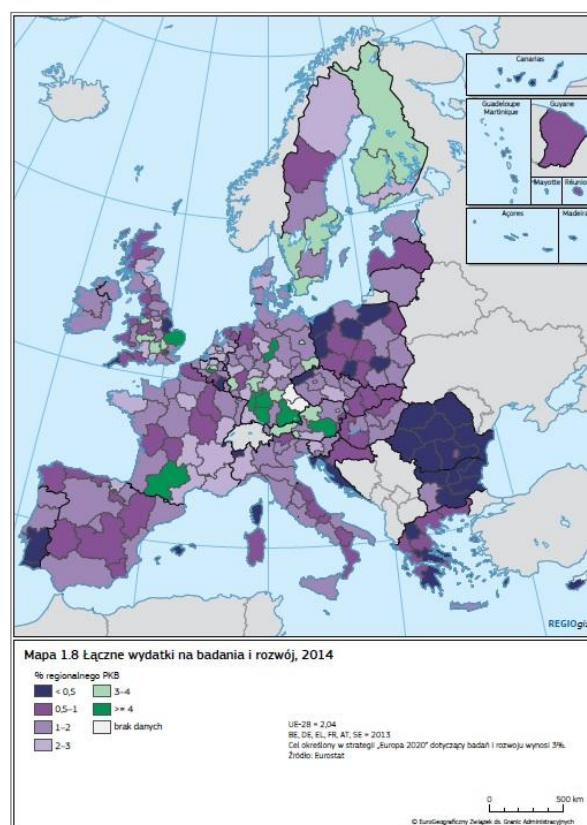 Canarias
Guadeloupe
Martinique
Guyane
Mayotte
Réunion
Açores
Madeira
REGIOgis
Mapa 1.8 Łączne wydatki na badania i rozwój, 2014
% regionalnego PKB
< 0,5
0,5–1
1–2
2–3
3–4
>= 4
brak danych
UE-28 = 2,04
BE, DE, EL, FR, AT, SE = 2013
Cel określony w strategii „Europa 2020” dotyczący badań i rozwoju wynosi 3%.
Źródło: Eurostat
0 500 km
© EuroGeograficzny Związek ds. Granic Administracyjnych